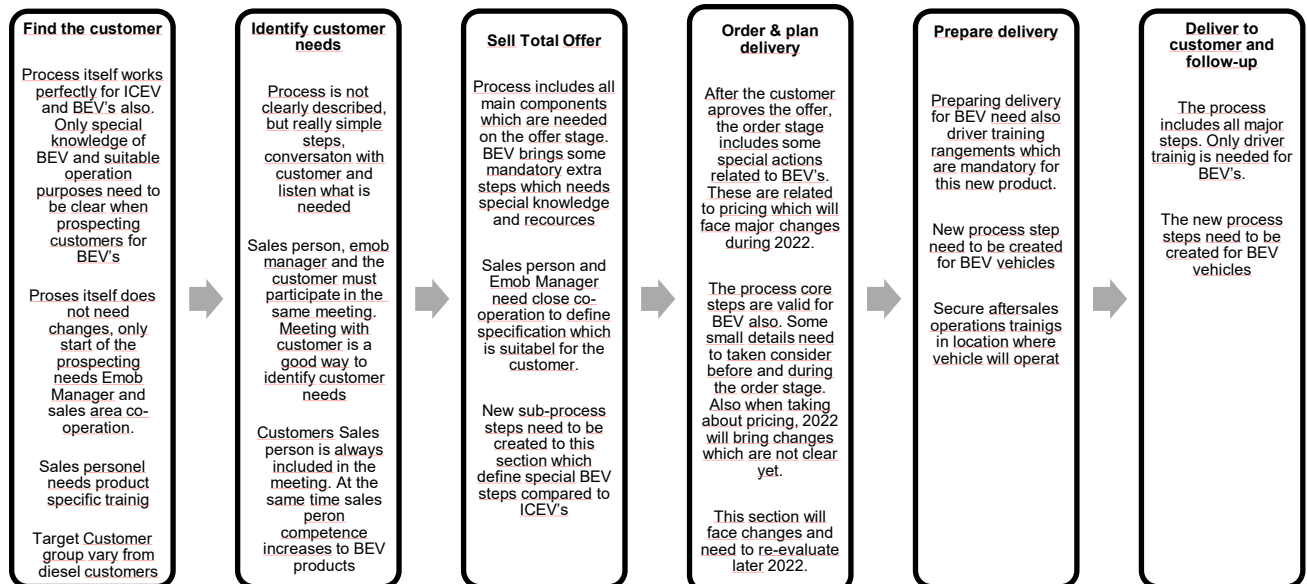 Find the customer
Process itself works
perfectly for ICEV
and BEV's also.
Only special
knowledge of
BEV and suitable
operation
purposes need to
be clear when
prospecting
customers for
BEV's
Proses itself does
not need
changes, only
start of the
prospecting
needs Emob
Manager and
sales area co-
operation.
Sales personel
needs product
specific trainig
Target Customer
group vary from
diesel customers
Identify customer
needs
Process is not
clearly described,
but really simple
steps,
conversaton with
customer and
listen what is
needed
Sales person, emob
manager and the
customer must
participate in the
same meeting.
Meeting with
customer is a
good way to
identify customer
needs
Customers Sales
person is always
included in the
meeting. At the
same time sales
peron
competence
increases to BEV
products
Sell Total Offer
Process includes all
main components
which are needed
on the offer stage.
BEV brings some
mandatory extra
steps which needs
special knowledge
and recources
Sales person and
Emob Manager
need close co-
operation to define
specification which
is suitabel for the
customer.
New sub-process
steps need to be
created to this
section which
define special BEV
steps compared to
ICEV's
Order & plan
delivery
After the customer
aproves the offer,
the order stage
includes some
special actions
related to BEV's.
These are related
to pricing which will
face major changes
during 2022.
The process core
steps are valid for
BEV also. Some
small details need
to taken consider
before and during
the order stage.
Also when taking
about pricing, 2022
will bring changes
which are not clear
yet.
This section will
face changes and
need to re-evaluate
later 2022.
Prepare delivery
Preparing delivery
for BEV need also
driver training
rangements which
are mandatory for
this new product.
New process step
need to be created
for BEV vehicles
Secure aftersales
operations trainigs
in location where
vehicle will operat
Deliver to
customer and
follow-up
The process
includes all major
steps. Only driver
trainig is needed for
BEV's.
The new process
steps need to be
created for BEV
vehicles